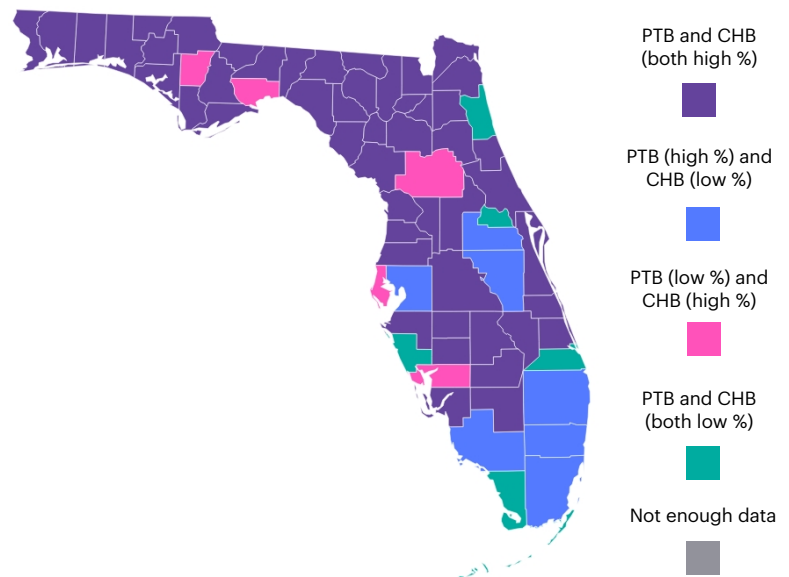 PTB and CHB
(both high %)
PTB (high %) and
CHB (low %)
PTB (low %) and
CHB (high %)
PTB and CHB
(both low %)
Not enough data